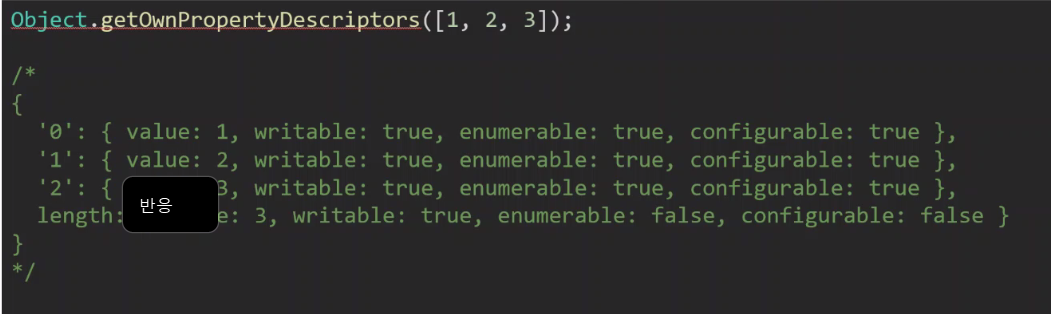 Object.getOwnPropertyDescriptors([1, 2, 3]);
/*
{
'0': { value: 1, writable: true, enumerable: true, configurable: true },
'1': { value: 2, writable: true, enumerable: true, configurable: true },
'2': { 3, writable: true, enumerable: true, configurable: true },
반응
length: e: 3, writable: true, enumerable: false, configurable: false }
}
*/